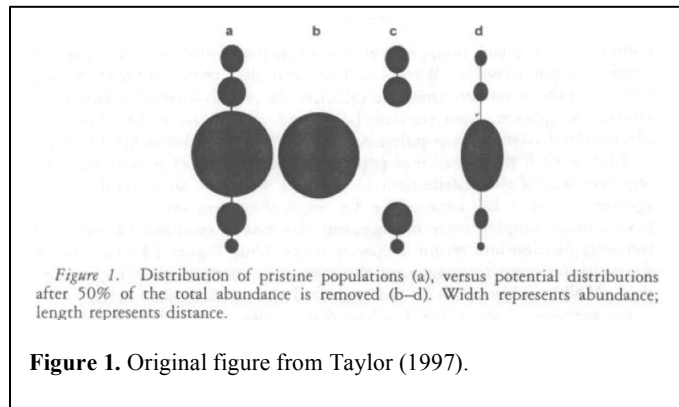 a b c d
Figure 1. Distribution of pristine populations (a), versus potential distributions
after 50% of the total abundance is removed (b–d). Width represents abundance;
length represents distance.
Figure 1. Original figure from Taylor (1997).